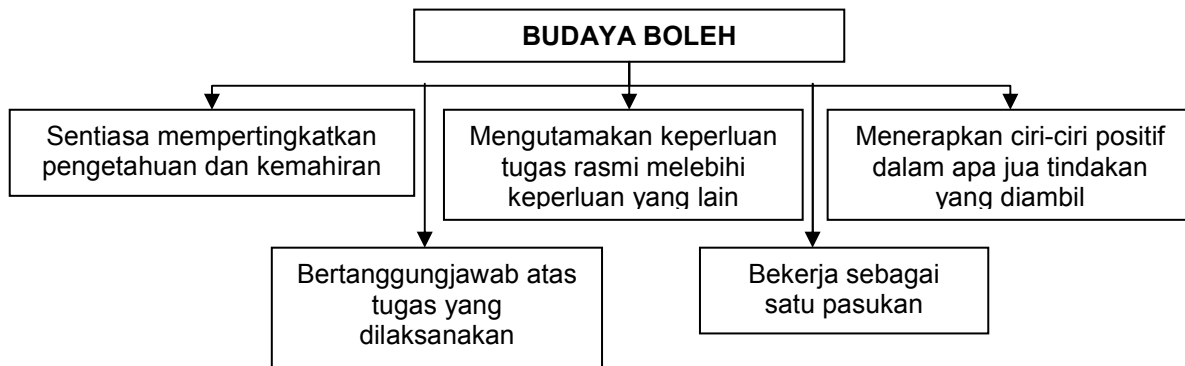 BUDAYA BOLEH
Sentiasa mempertingkatkan
pengetahuan dan kemahiran
Mengutamakan keperluan
tugas rasmi melebihi
keperluan yang lain
Menerapkan ciri-ciri positif
dalam apa jua tindakan
yang diambil
Bertanggungjawab atas
tugas yang
dilaksanakan
Bekerja sebagai
satu pasukan